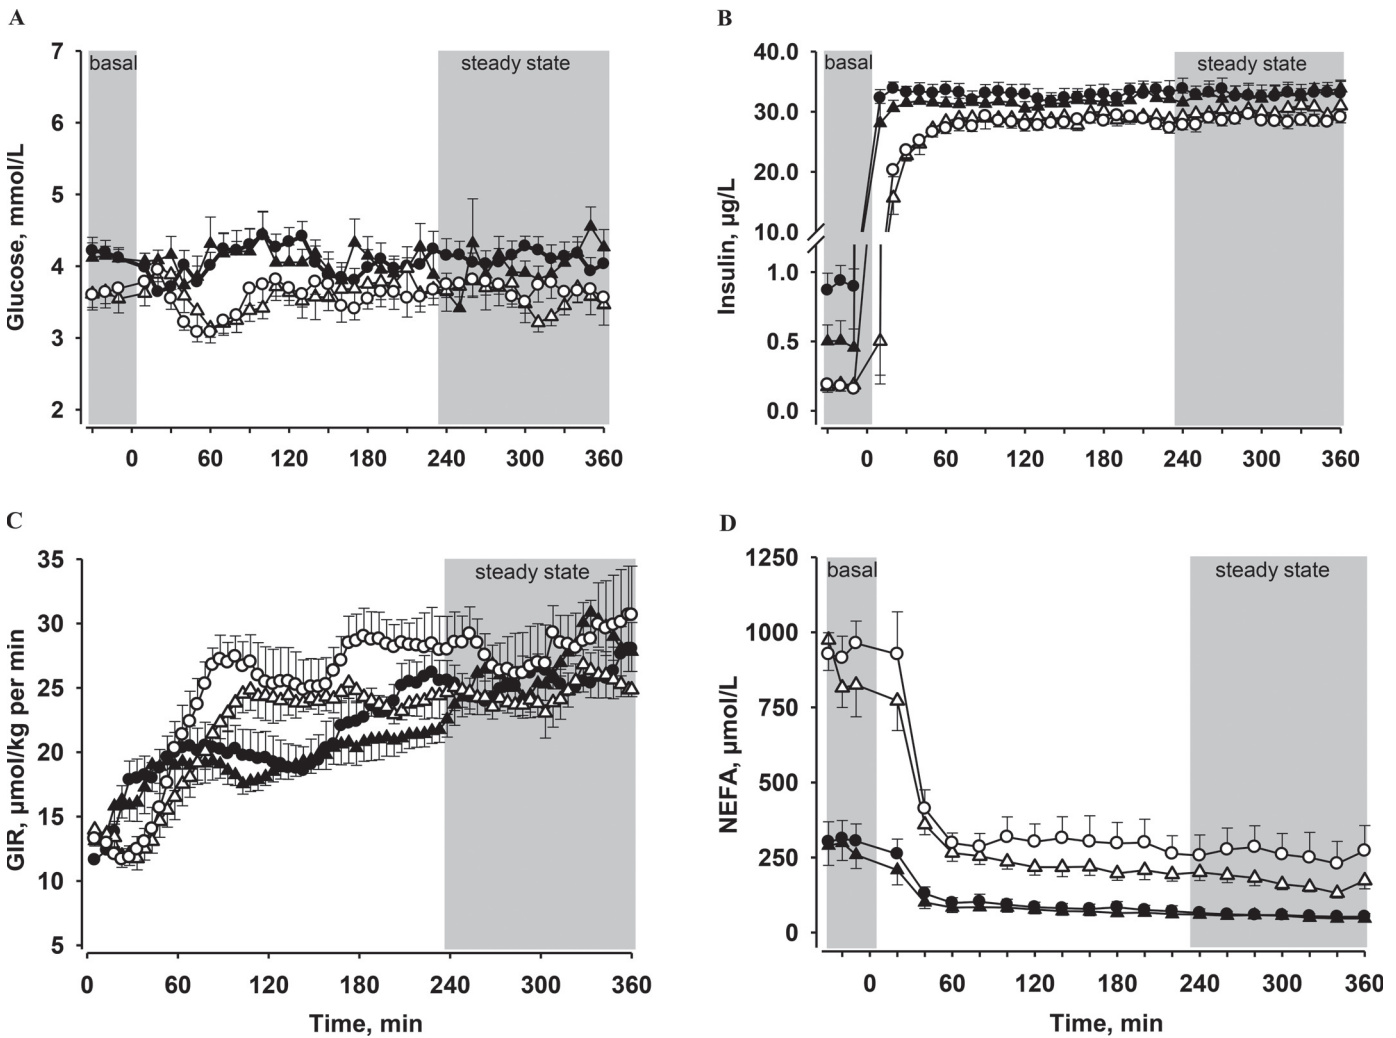 A
Glucose, mmol/L
7
6
5
4
3
2
basal
steady state
0 60 120 180 240 300 360
B
Insulin, µg/L
40.0
30.0
20.0
10.0
1.0
0.5
0.0
basal
steady state
0 60 120 180 240 300 360
C
GIR, µmol/kg per min
35
30
25
20
15
10
5
steady state
0 60 120 180 240 300 360
Time, min
D
NEFA, µmol/L
1250
1000
750
500
250
0
basal
steady state
0 60 120 180 240 300 360
Time, min